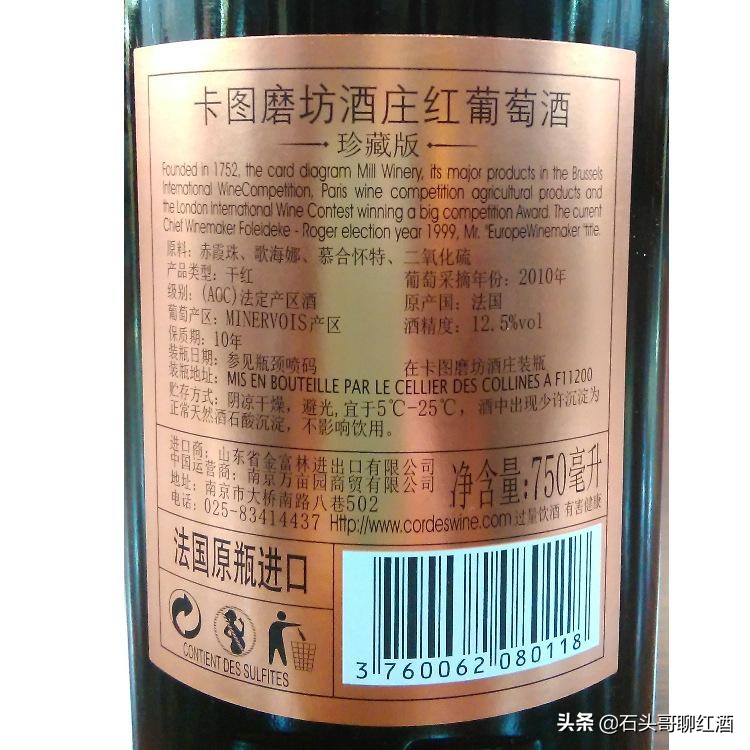 卡图磨坊酒庄红葡萄酒
珍藏版
Founded in 1752, the card diagram Mill Winery, its major products in the Brussels
International WineCompetition, Paris wine competition agricultural products and
the London International Wine Contest winning a big competition Award. The current
Chief Winemaker Foleideke - Roger election year 1999, Mr. "EuropeWinemaker "title.
原料: 赤霞珠、歌海娜、慕合怀特、二氧化硫
产品类型: 干红 葡萄采摘年份: 2010年
级别: (AOC)法定产区酒 原产国: 法国
葡萄产区: MINERVOIS产区 酒精度: 12.5%vol
保质期: 10年
装瓶日期: 参见瓶颈喷码 在卡图磨坊酒庄装瓶
装瓶地址: MIS EN BOUTEILLE PAR LE CELLIER DES COLLINES A F11200
贮存方式: 阴凉干燥, 避光, 宜于5℃-25℃, 酒中出现少许沉淀为
正常天然酒石酸沉淀, 不影响饮用。
进口商: 山东省金富林进出口有限公司
中国运营商: 南京万亩园商贸有限公司
地址: 南京市大桥南路八巷502
电话: 025-83414437 Http://www.cordeswine.com 过量饮酒 有害健康
净含量:750毫升
法国原瓶进口
CONTIENT DES SULFITES
3 760062 080118
头条 @石头哥聊红酒